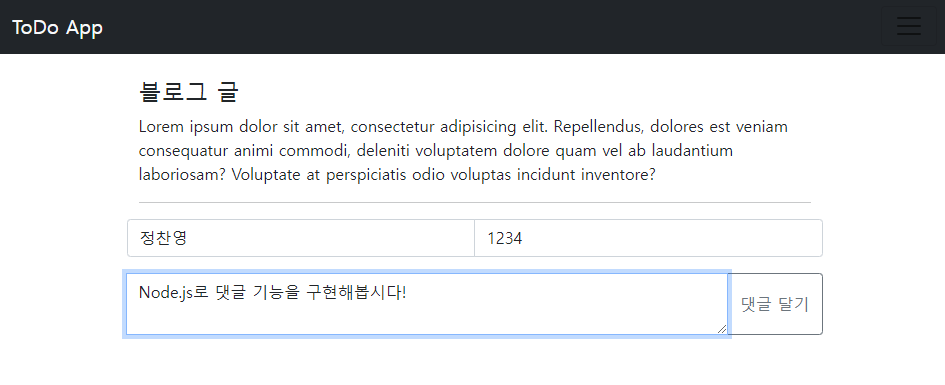 ToDo App
블로그 글
Lorem ipsum dolor sit amet, consectetur adipisicing elit. Repellendus, dolores est veniam
consequatur animi commodi, deleniti voluptatem dolore quam vel ab laudantium
laboriosam? Voluptate at perspiciatis odio voluptas incidunt inventore?
정찬영 1234
Node.js로 댓글 기능을 구현해봅시다!
댓글 달기